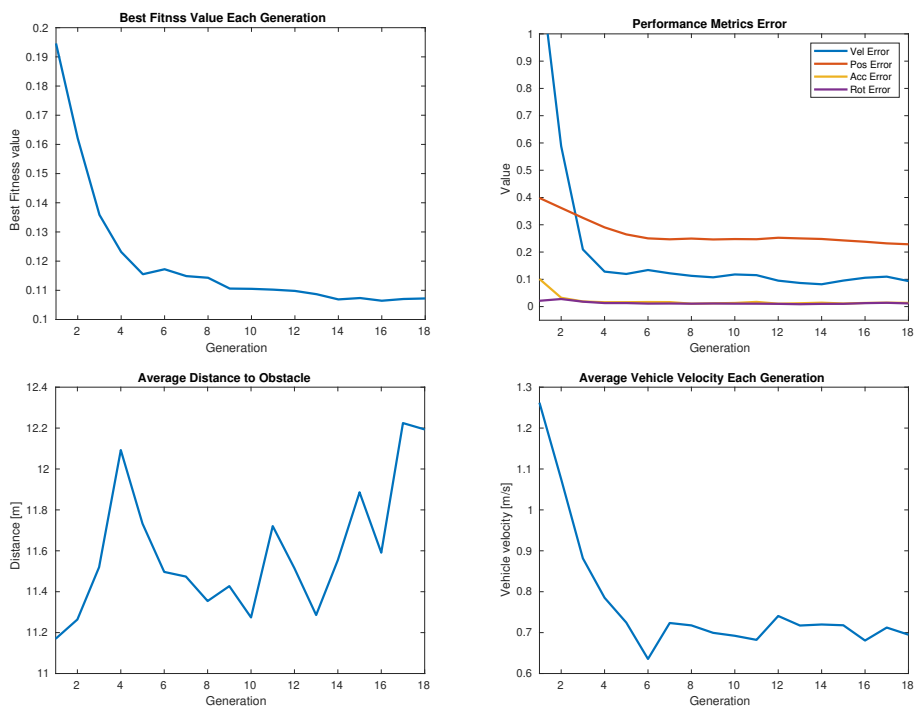 Best Fitnss Value Each Generation
0.2
0.19
0.18
0.17
0.16
0.15
0.14
0.13
0.12
0.11
0.1
Best Fitness value
2 4 6 8 10 12 14 16 18
Generation
Performance Metrics Error
1
0.9
0.8
0.7
0.6
0.5
0.4
0.3
0.2
0.1
0
Value
Vel Error
Pos Error
Acc Error
Rot Error
2 4 6 8 10 12 14 16 18
Generation
Average Distance to Obstacle
12.4
12.2
12
11.8
11.6
11.4
11.2
11
Distance [m]
2 4 6 8 10 12 14 16 18
Generation
Average Vehicle Velocity Each Generation
1.3
1.2
1.1
1
0.9
0.8
0.7
0.6
Vehicle velocity [m/s]
2 4 6 8 10 12 14 16 18
Generation